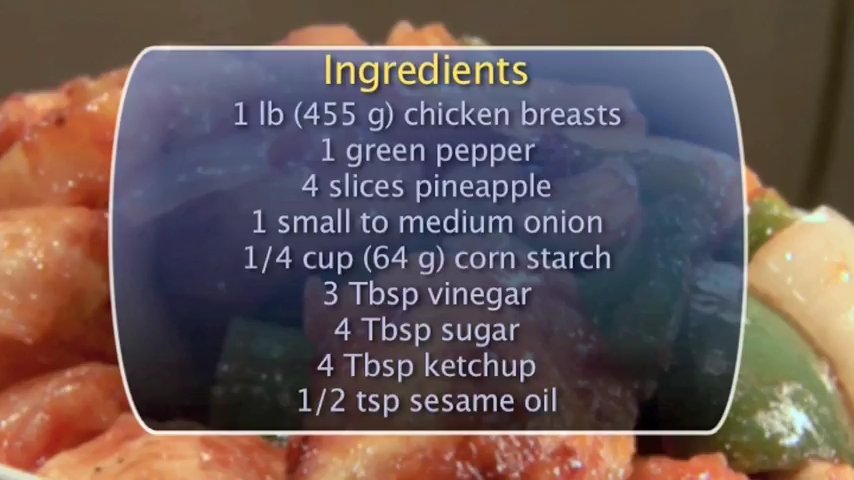 Ingredients
1 lb (455 g) chicken breasts
1 green pepper
4 slices pineapple
1 small to medium onion
1/4 cup (64 g) corn starch
3 Tbsp vinegar
4 Tbsp sugar
4 Tbsp ketchup
1/2 tsp sesame oil